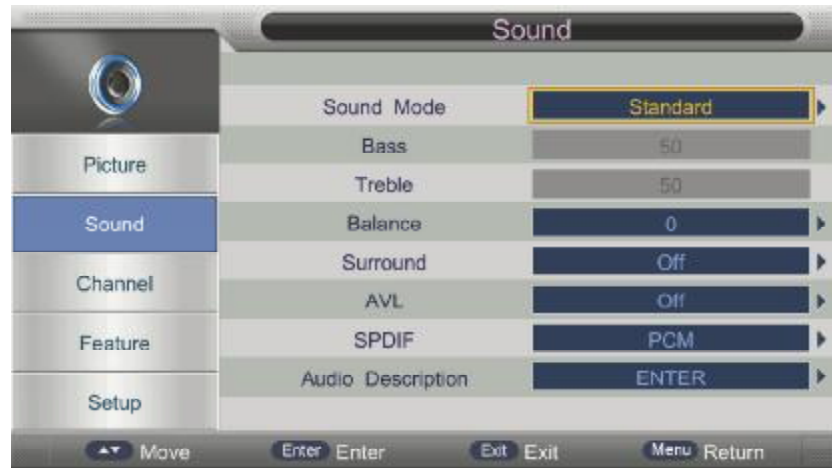 Sound
Sound Mode Standard
Bass 50
Treble 50
Balance 0
Surround Off
AVL Off
SPDIF PCM
Audio Description ENTER
Picture
Sound
Channel
Feature
Setup
Move Enter Enter Exit Exit Menu Return